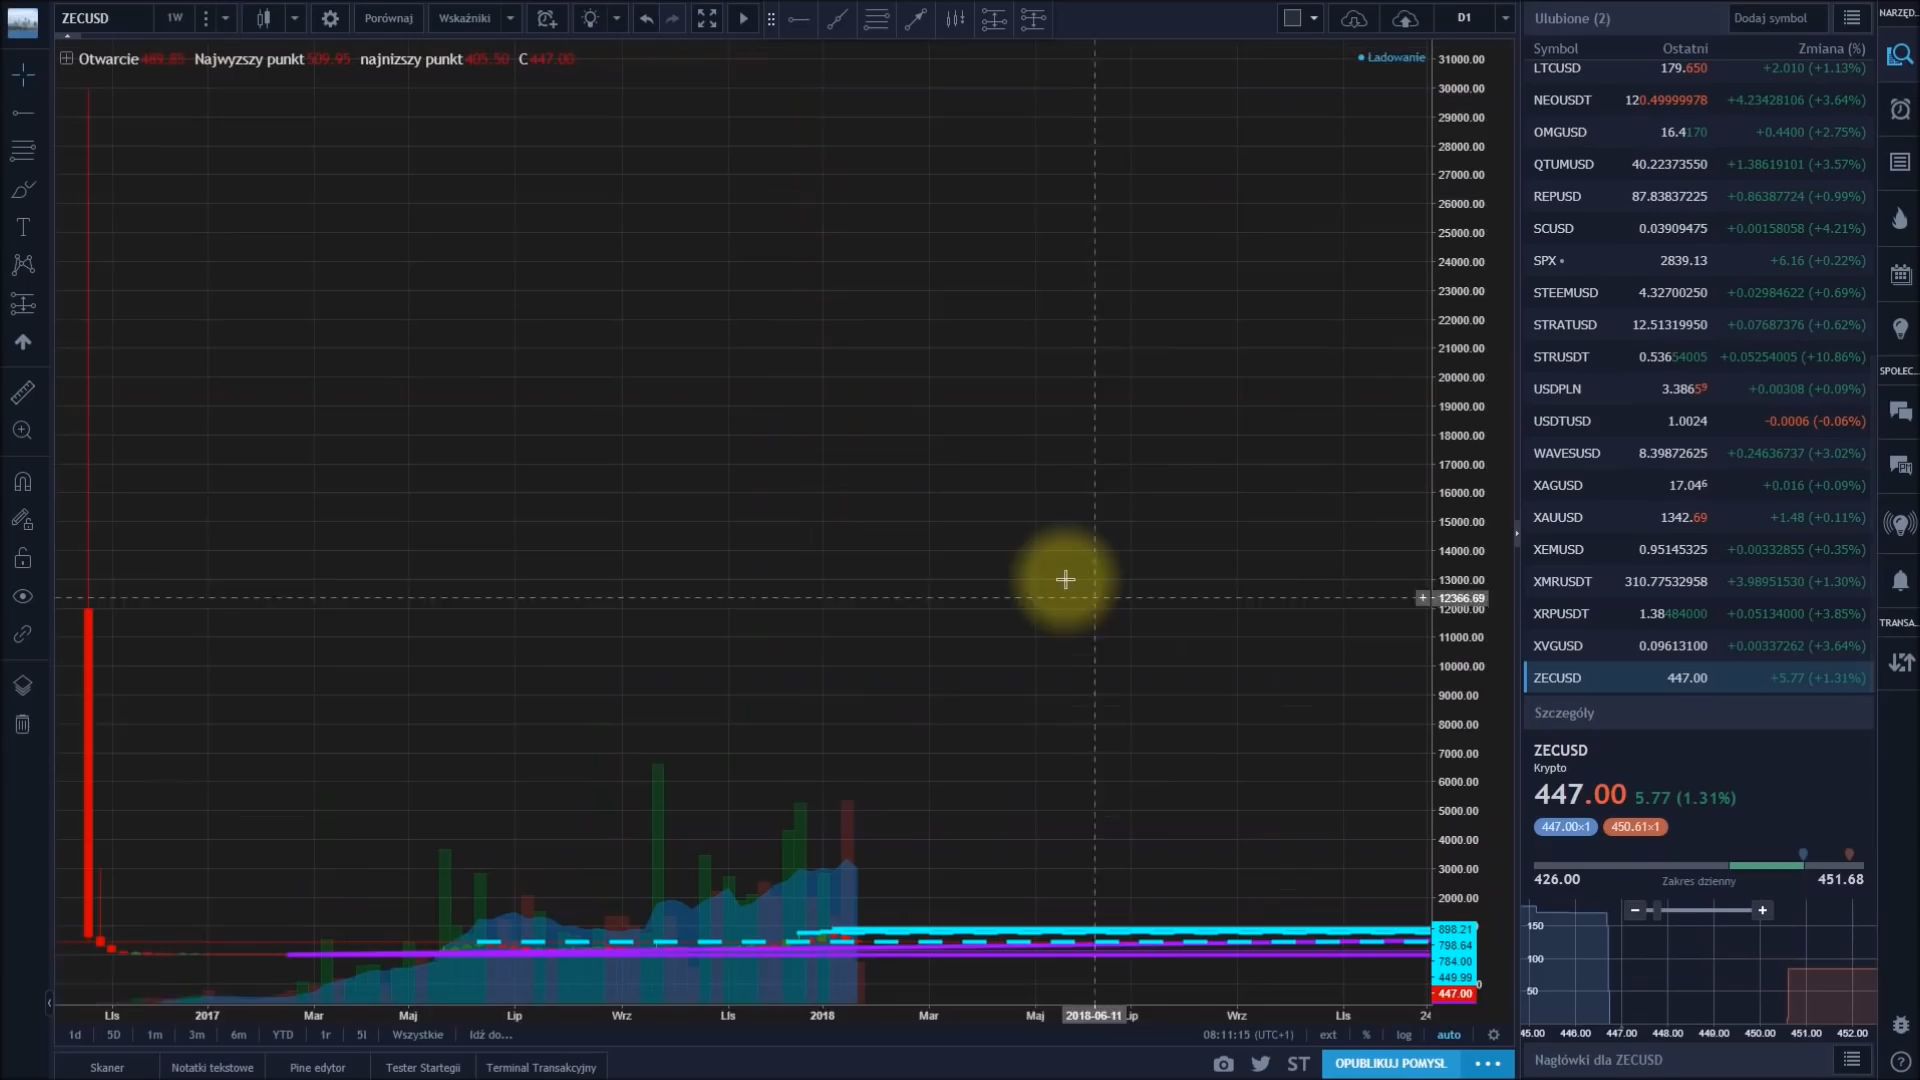 ZECUSD 1W Porównaj Wskaźniki D1
Otwarcie 489.85 Najwyzszy punkt 509.95 najnizszy punkt 405.50 C 447.00
Ładowanie
31000.00
30000.00
29000.00
28000.00
27000.00
26000.00
25000.00
24000.00
23000.00
22000.00
21000.00
20000.00
19000.00
18000.00
17000.00
16000.00
15000.00
14000.00
13000.00
12366.69
12000.00
11000.00
10000.00
9000.00
8000.00
7000.00
6000.00
5000.00
4000.00
3000.00
2000.00
898.21
798.64
784.00
449.99
447.00
Lls 2017 Mar Maj Lip Wrz Lls 2018 Mar Maj 2018-06-11 ip Wrz Lls 24
1d 5D 1m 3m 6m YTD 1r 5l Wszystkie Idź do... 08:11:15 (UTC+1) ext % log auto
Skaner Notatki tekstowe Pine edytor Tester Startegii Terminal Transakcyjny ST OPUBLIKUJ POMYSŁ
Ulubione (2) Dodaj symbol
Symbol Ostatni Zmiana (%)
LTCUSD 179.650 +2.010 (+1.13%)
NEOUSDT 120.49999978 +4.23428106 (+3.64%)
OMGUSD 16.4170 +0.4400 (+2.75%)
QTUMUSD 40.22373550 +1.38619101 (+3.57%)
REPUSD 87.83837225 +0.86387724 (+0.99%)
SCUSD 0.03909475 +0.00158058 (+4.21%)
SPX 2839.13 +6.16 (+0.22%)
STEEMUSD 4.32700250 +0.02984622 (+0.69%)
STRATUSD 12.51319950 +0.07687376 (+0.62%)
STRUSDT 0.53654005 +0.05254005 (+10.86%)
USDPLN 3.3865⁹ +0.00308 (+0.09%)
USDTUSD 1.0024 -0.0006 (-0.06%)
WAVESUSD 8.39872625 +0.24636737 (+3.02%)
XAGUSD 17.04⁶ +0.016 (+0.09%)
XAUUSD 1342.69 +1.48 (+0.11%)
XEMUSD 0.95145325 +0.00332855 (+0.35%)
XMRUSDT 310.77532958 +3.98951530 (+1.30%)
XRPUSDT 1.38484000 +0.05134000 (+3.85%)
XVGUSD 0.09613100 +0.00337262 (+3.64%)
ZECUSD 447.00 +5.77 (+1.31%)
Szczegóły
ZECUSD
Krypto
447.00 5.77 (1.31%)
447.00×1 450.61×1
426.00 Zakres dzienny 451.68
150
100
50
45.00 446.00 447.00 448.00 449.00 450.00 451.00 452.00
Nagłówki dla ZECUSD
NARZĘD.
SPOŁEC..
TRANSA..